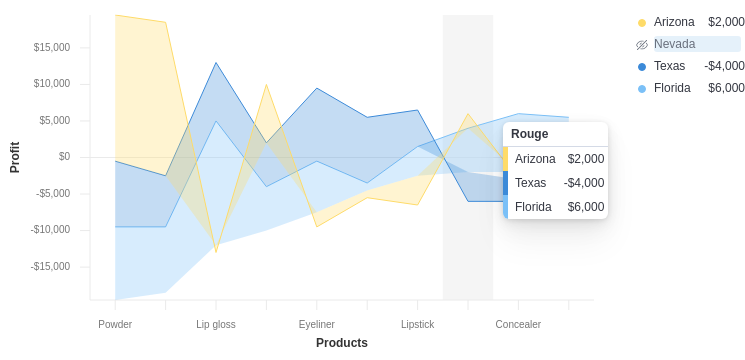 Profit
$15,000
$10,000
$5,000
$0
-$5,000
-$10,000
-$15,000
Powder
Lip gloss
Eyeliner
Lipstick
Concealer
Products
Rouge
Arizona $2,000
Texas -$4,000
Florida $6,000
Arizona $2,000
Nevada
Texas -$4,000
Florida $6,000